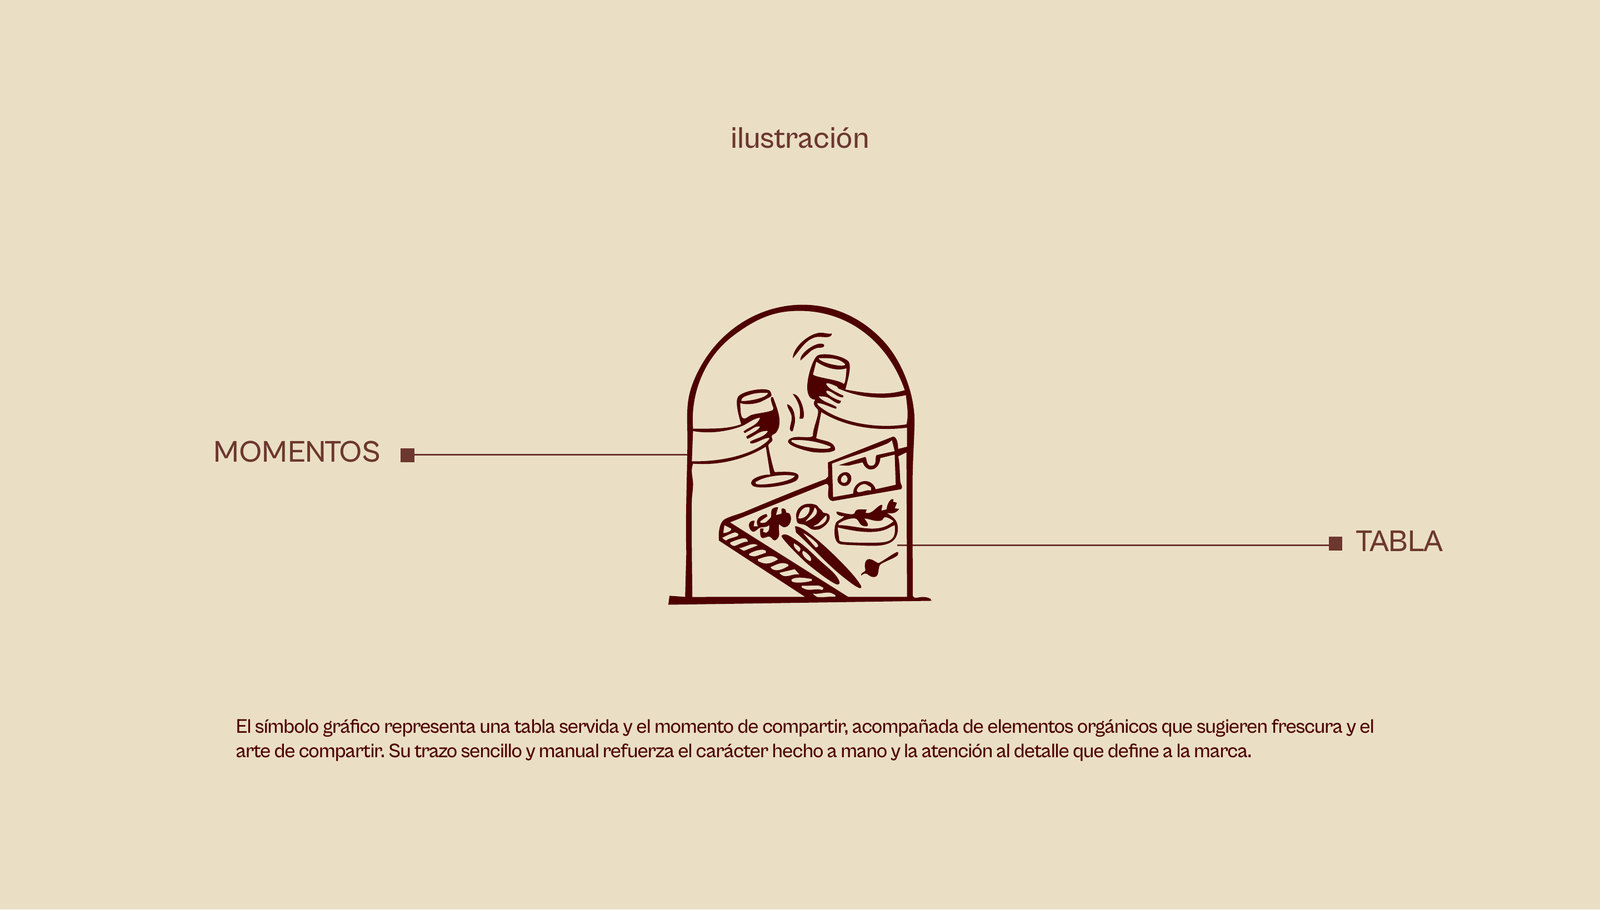 ilustración
MOMENTOS
TABLA
El símbolo gráfico representa una tabla servida y el momento de compartir, acompañada de elementos orgánicos que sugieren frescura y el
arte de compartir. Su trazo sencillo y manual refuerza el carácter hecho a mano y la atención al detalle que define a la marca.